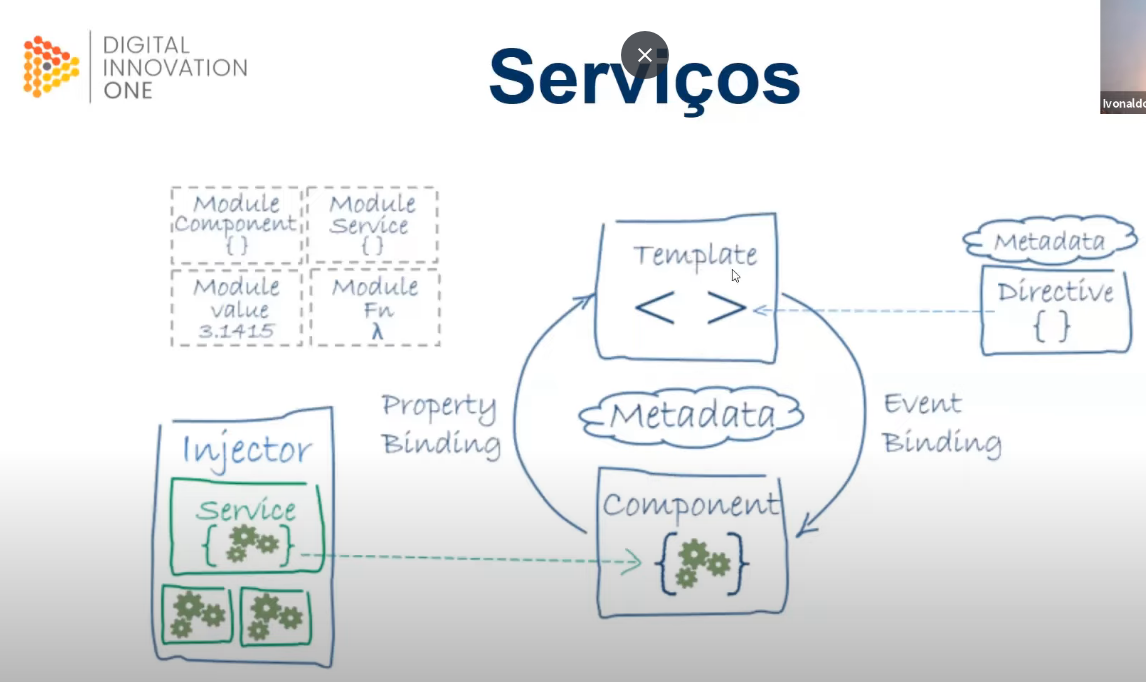 DIGITAL
INNOVATION
ONE
Serviços
Ivonaldo
Module
Component
{ }
Module
Service
{ }
Module
value
3.1415
Module
Fn
λ
Template
< >
Metadata
Directive
{ }
Property
Binding
Metadata
Event
Binding
Injector
Service
{ }
Component
{ }